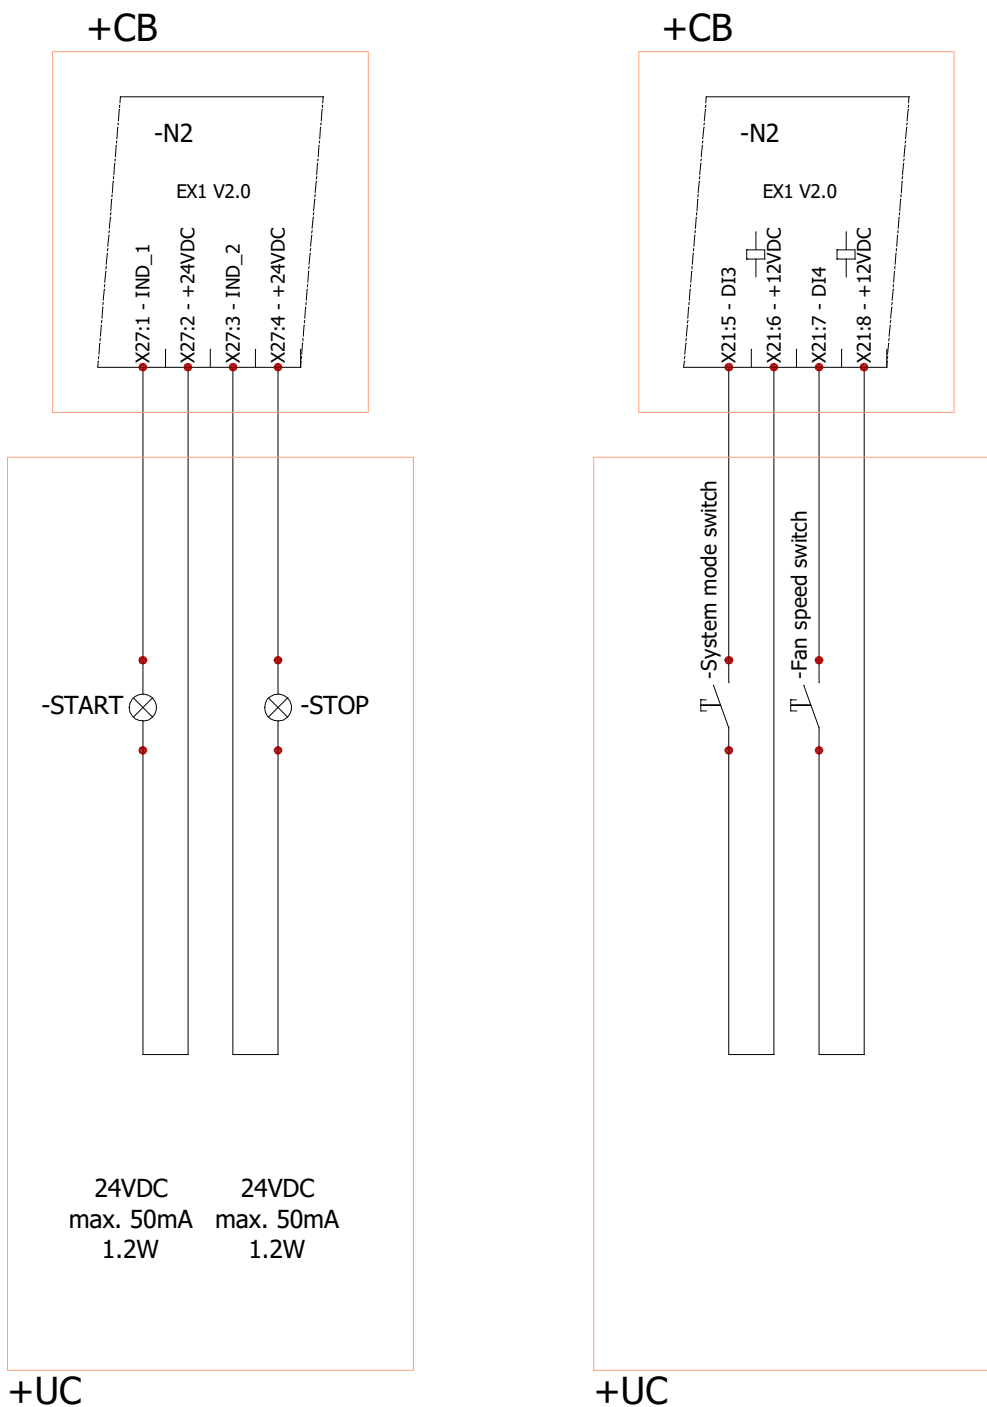 +CB
-N2
EX1 V2.0
X27:1 - IND_1
X27:2 - +24VDC
X27:3 - IND_2
X27:4 - +24VDC
-START
-STOP
24VDC
max. 50mA
1.2W
24VDC
max. 50mA
1.2W
+UC
+CB
-N2
EX1 V2.0
X21:5 - DI3
X21:6 - +12VDC
X21:7 - DI4
X21:8 - +12VDC
-System mode switch
-Fan speed switch
+UC